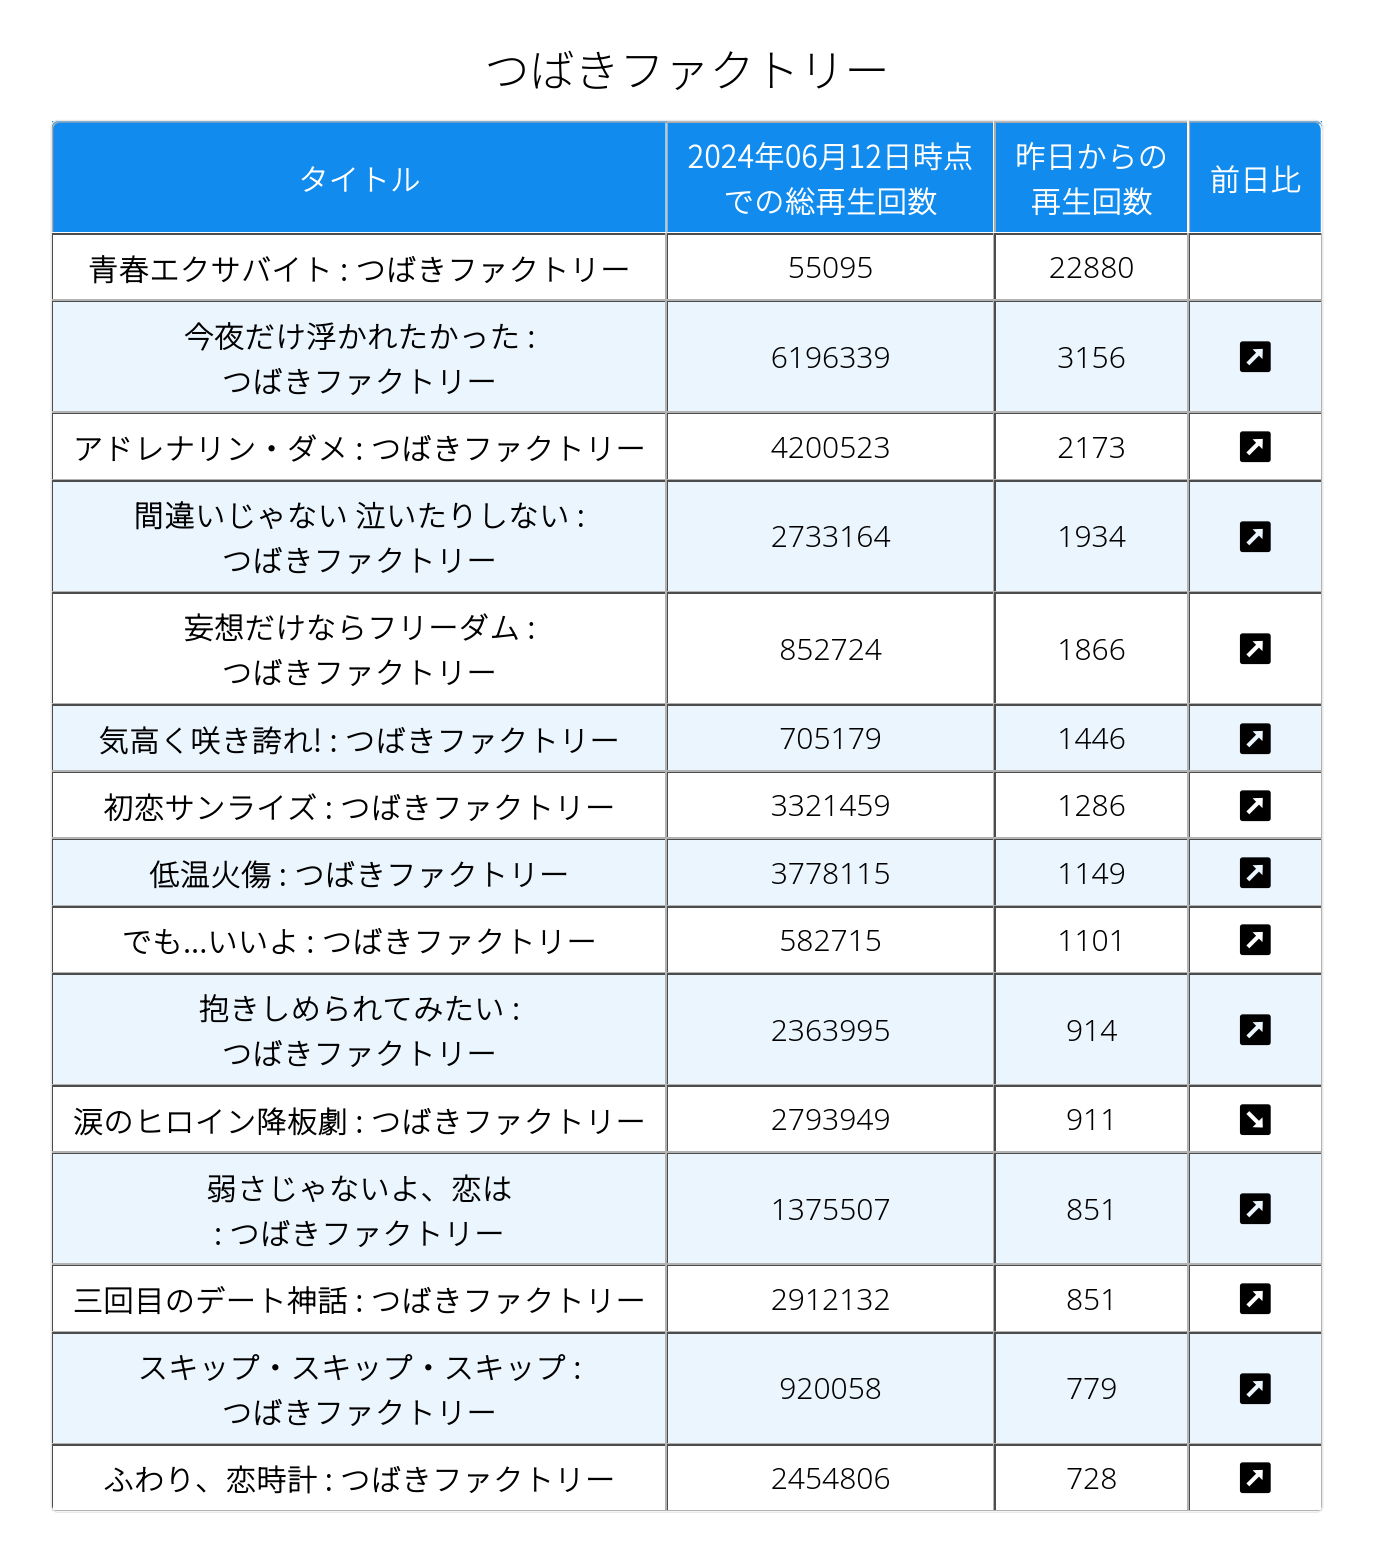 つばきファクトリー
タイトル
2024年06月12日時点
での総再生回数
昨日からの
再生回数
前日比
青春エクサバイト : つばきファクトリー
55095
22880
今夜だけ浮かれたかった :
つばきファクトリー
6196339
3156
アドレナリン・ダメ : つばきファクトリー
4200523
2173
間違いじゃない 泣いたりしない :
つばきファクトリー
2733164
1934
妄想だけならフリーダム :
つばきファクトリー
852724
1866
気高く咲き誇れ! : つばきファクトリー
705179
1446
初恋サンライズ : つばきファクトリー
3321459
1286
低温火傷 : つばきファクトリー
3778115
1149
でも...いいよ : つばきファクトリー
582715
1101
抱きしめられてみたい :
つばきファクトリー
2363995
914
涙のヒロイン降板劇 : つばきファクトリー
2793949
911
弱さじゃないよ、恋は
: つばきファクトリー
1375507
851
三回目のデート神話 : つばきファクトリー
2912132
851
スキップ・スキップ・スキップ :
つばきファクトリー
920058
779
ふわり、恋時計 : つばきファクトリー
2454806
728